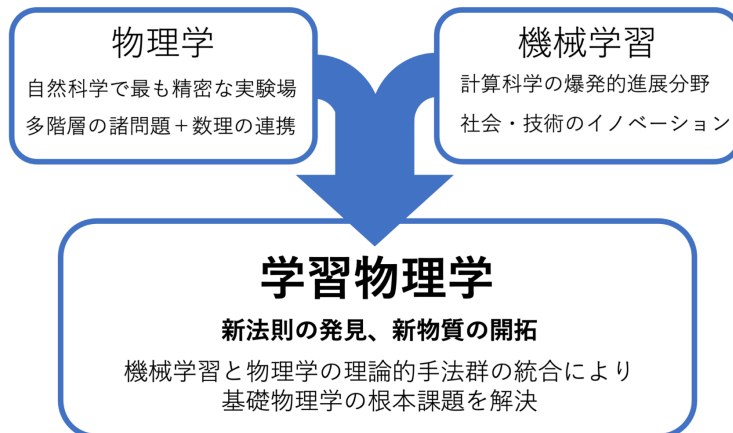 物理学
自然科学で最も精密な実験場
多階層の諸問題＋数理の連携
機械学習
計算科学の爆発的進展分野
社会・技術のイノベーション
学習物理学
新法則の発見、新物質の開拓
機械学習と物理学の理論的手法群の統合により
基礎物理学の根本課題を解決